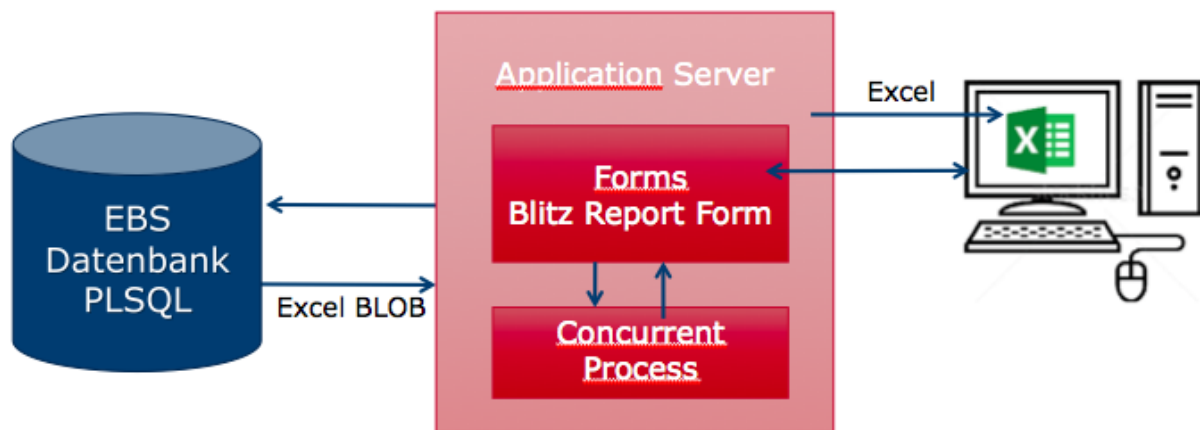 EBS
Datenbank
PLSQL
Excel BLOB
Application Server
Forms
Blitz Report Form
Concurrent
Process
Excel
X